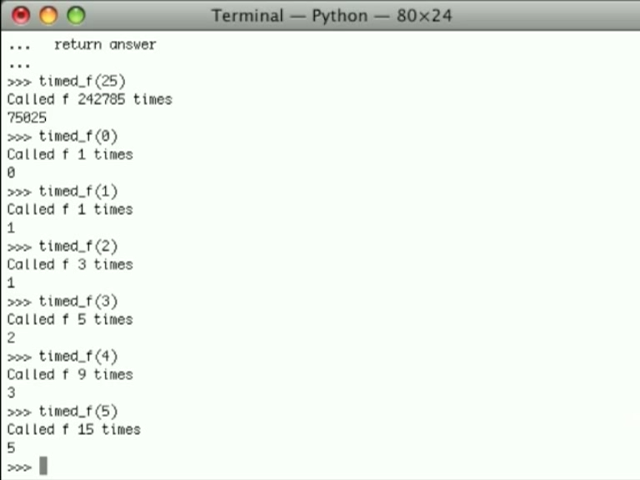 Terminal — Python — 80×24
... return answer
...
>>> timed_f(25)
Called f 242785 times
75025
>>> timed_f(0)
Called f 1 times
0
>>> timed_f(1)
Called f 1 times
1
>>> timed_f(2)
Called f 3 times
1
>>> timed_f(3)
Called f 5 times
2
>>> timed_f(4)
Called f 9 times
3
>>> timed_f(5)
Called f 15 times
5
>>>